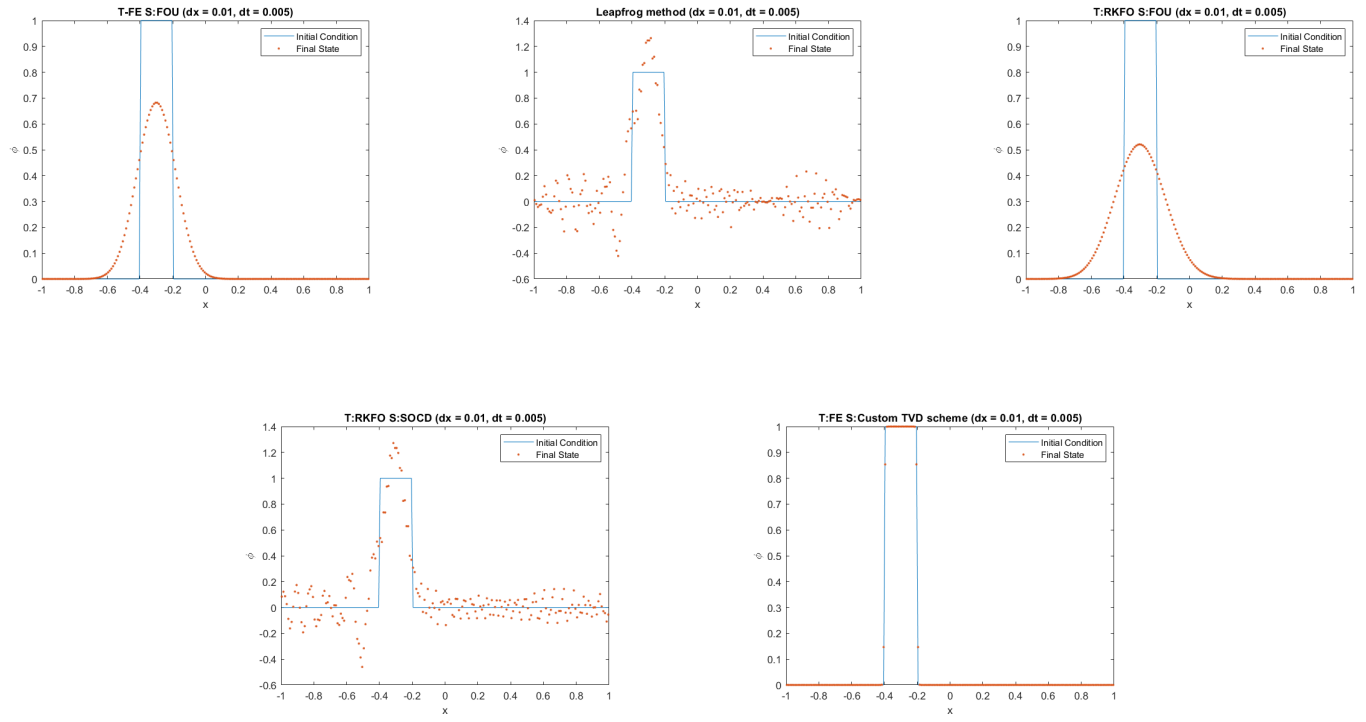 T-FE S:FOU (dx = 0.01, dt = 0.005)
Initial Condition
Final State
1
0.9
0.8
0.7
0.6
0.5
0.4
0.3
0.2
0.1
0
ϕ
-1 -0.8 -0.6 -0.4 -0.2 0 0.2 0.4 0.6 0.8 1
x
Leapfrog method (dx = 0.01, dt = 0.005)
Initial Condition
Final State
1.4
1.2
1
0.8
0.6
0.4
0.2
0
-0.2
-0.4
-0.6
ϕ
-1 -0.8 -0.6 -0.4 -0.2 0 0.2 0.4 0.6 0.8 1
x
T:RKFO S:FOU (dx = 0.01, dt = 0.005)
Initial Condition
Final State
1
0.9
0.8
0.7
0.6
0.5
0.4
0.3
0.2
0.1
0
ϕ
-1 -0.8 -0.6 -0.4 -0.2 0 0.2 0.4 0.6 0.8 1
x
T:RKFO S:SOCD (dx = 0.01, dt = 0.005)
Initial Condition
Final State
1.4
1.2
1
0.8
0.6
0.4
0.2
0
-0.2
-0.4
-0.6
ϕ
-1 -0.8 -0.6 -0.4 -0.2 0 0.2 0.4 0.6 0.8 1
x
T:FE S:Custom TVD scheme (dx = 0.01, dt = 0.005)
Initial Condition
Final State
1
0.9
0.8
0.7
0.6
0.5
0.4
0.3
0.2
0.1
0
ϕ
-1 -0.8 -0.6 -0.4 -0.2 0 0.2 0.4 0.6 0.8 1
x